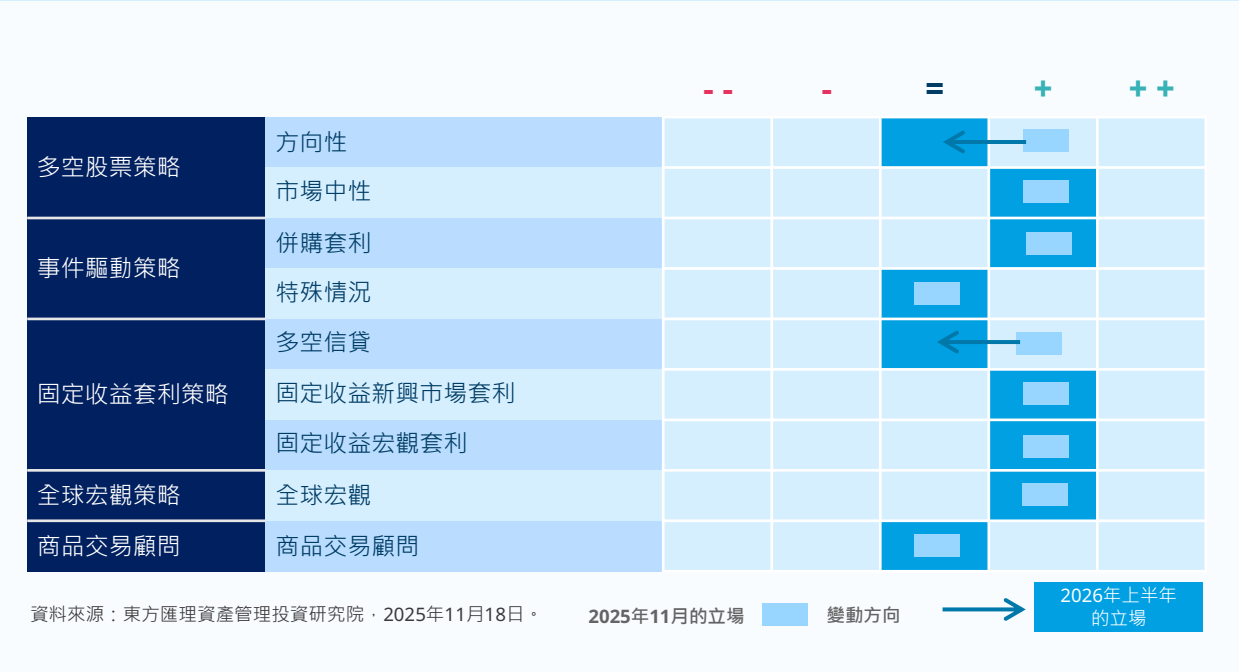 -- - = + ++
多空股票策略
方向性
市場中性
事件驅動策略
併購套利
特殊情況
固定收益套利策略
多空信貸
固定收益新興市場套利
固定收益宏觀套利
全球宏觀策略
全球宏觀
商品交易顧問
商品交易顧問
資料來源：東方匯理資產管理投資研究院，2025年11月18日。
2025年11月的立場
變動方向
2026年上半年
的立場